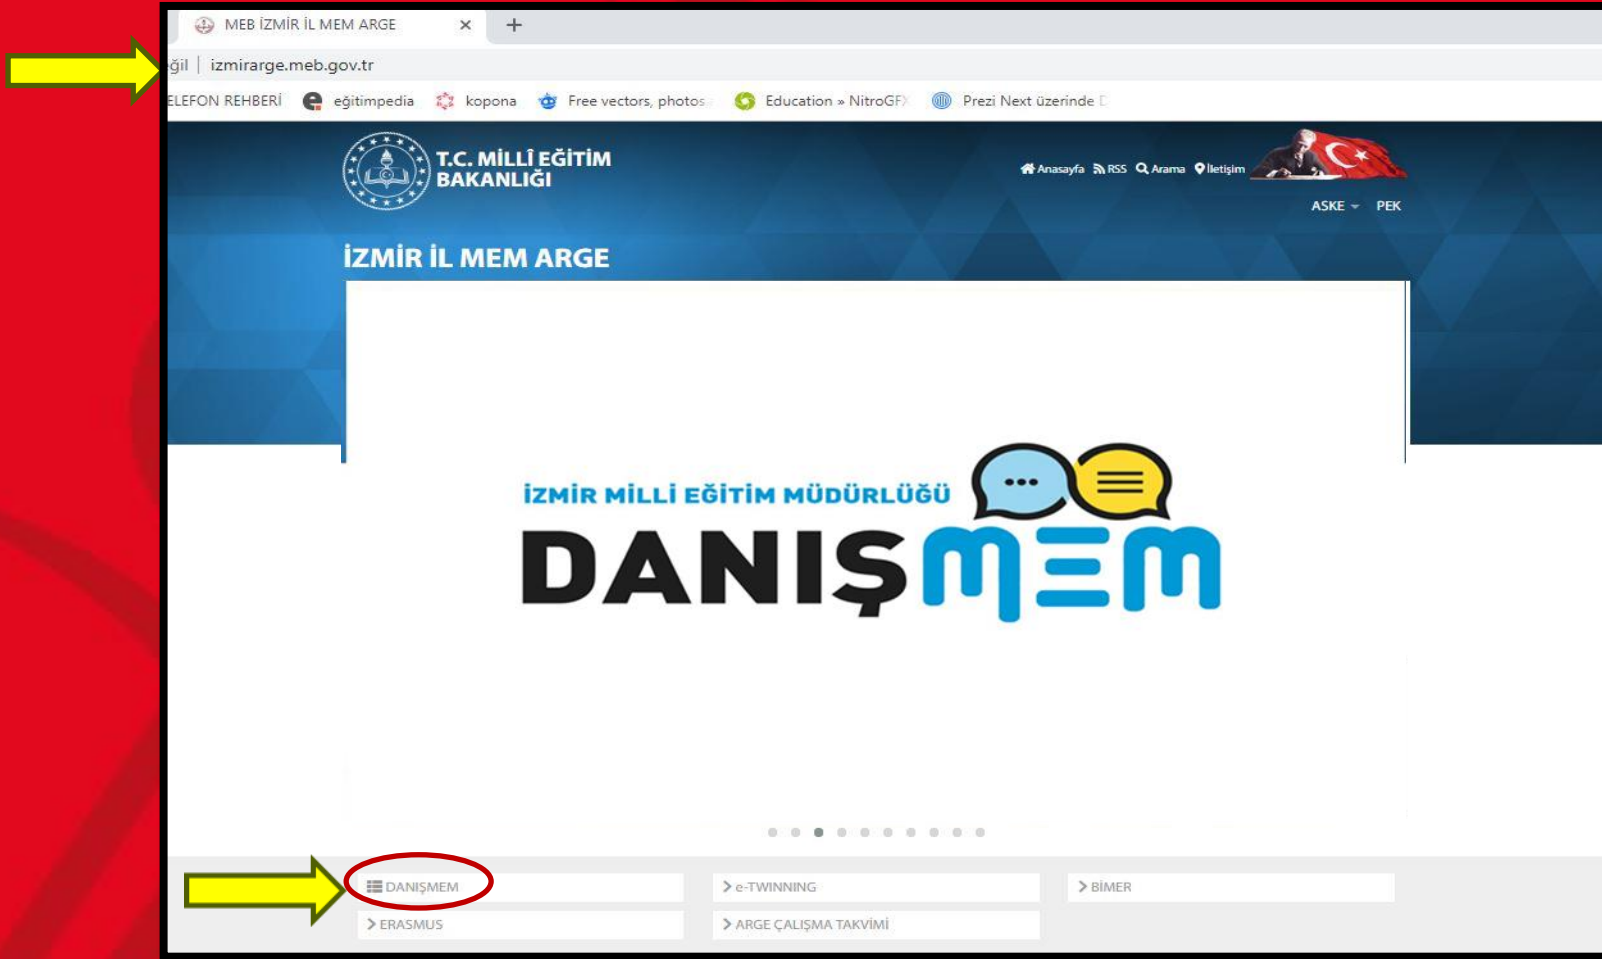 MEB İZMİR İL MEM ARGE
ğil | izmirarge.meb.gov.tr
ELEFON REHBERİ eğitimpedia kopona Free vectors, photos Education » NitroGFX Prezi Next üzerinde D
T.C. MİLLÎ EĞİTİM
BAKANLIĞI
Anasayfa RSS Arama İletişim
ASKE PEK
İZMİR İL MEM ARGE
İZMİR MİLLİ EĞİTİM MÜDÜRLÜĞÜ
DANIŞMEM
DANIŞMEM e-TWINNING BİMER
ERASMUS ARGE ÇALIŞMA TAKVİMİ